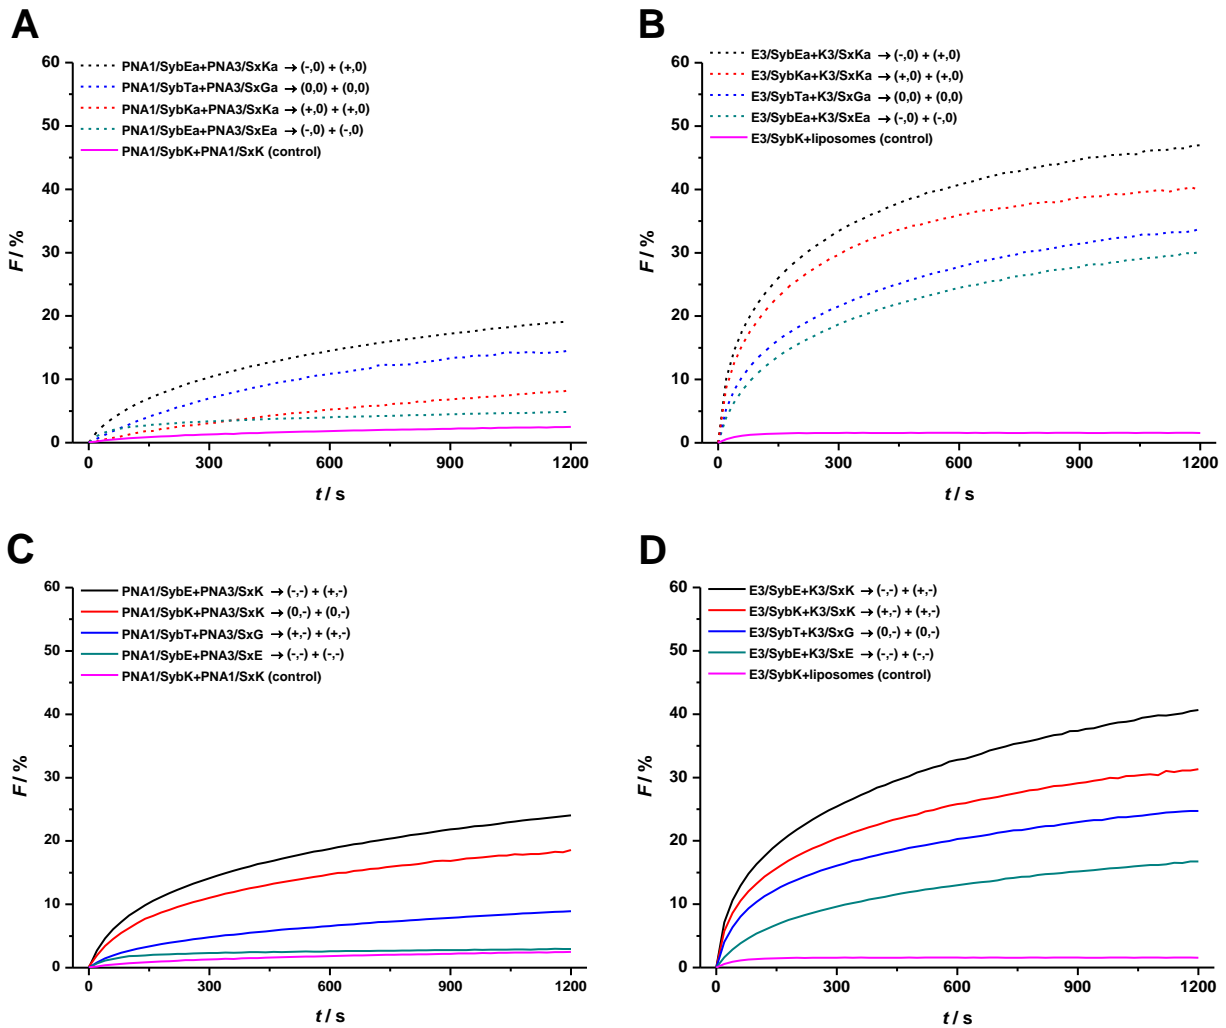 A
60
50
40
30
20
10
0
F / %
PNA1/SybEa+PNA3/SxKa → (-,0) + (+,0)
PNA1/SybTa+PNA3/SxGa → (0,0) + (0,0)
PNA1/SybKa+PNA3/SxKa → (+,0) + (+,0)
PNA1/SybEa+PNA3/SxEa → (-,0) + (-,0)
PNA1/SybK+PNA1/SxK (control)
0 300 600 900 1200
t / s
B
60
50
40
30
20
10
0
F / %
E3/SybEa+K3/SxKa → (-,0) + (+,0)
E3/SybKa+K3/SxKa → (+,0) + (+,0)
E3/SybTa+K3/SxGa → (0,0) + (0,0)
E3/SybEa+K3/SxEa → (-,0) + (-,0)
E3/SybK+liposomes (control)
0 300 600 900 1200
t / s
C
60
50
40
30
20
10
0
F / %
PNA1/SybE+PNA3/SxK → (-,-) + (+,-)
PNA1/SybK+PNA3/SxK → (0,-) + (0,-)
PNA1/SybT+PNA3/SxG → (+,-) + (+,-)
PNA1/SybE+PNA3/SxE → (-,-) + (-,-)
PNA1/SybK+PNA1/SxK (control)
0 300 600 900 1200
t / s
D
60
50
40
30
20
10
0
F / %
E3/SybE+K3/SxK → (-,-) + (+,-)
E3/SybK+K3/SxK → (+,-) + (+,-)
E3/SybT+K3/SxG → (0,-) + (0,-)
E3/SybE+K3/SxE → (-,-) + (-,-)
E3/SybK+liposomes (control)
0 300 600 900 1200
t / s